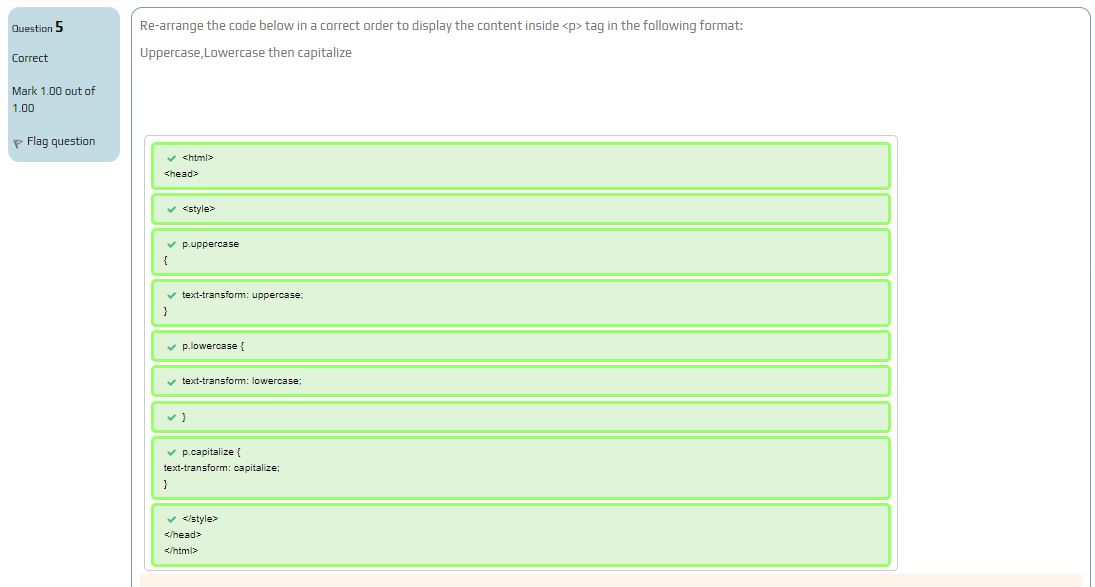 Question 5
Correct
Mark 1.00 out of
1.00
Flag question
Re-arrange the code below in a correct order to display the content inside <p> tag in the following format:
Uppercase,Lowercase then capitalize
<html>
<head>
<style>
p.uppercase
{
text-transform: uppercase;
}
p.lowercase {
text-transform: lowercase;
}
p.capitalize {
text-transform: capitalize;
}
</style>
</head>
</html>